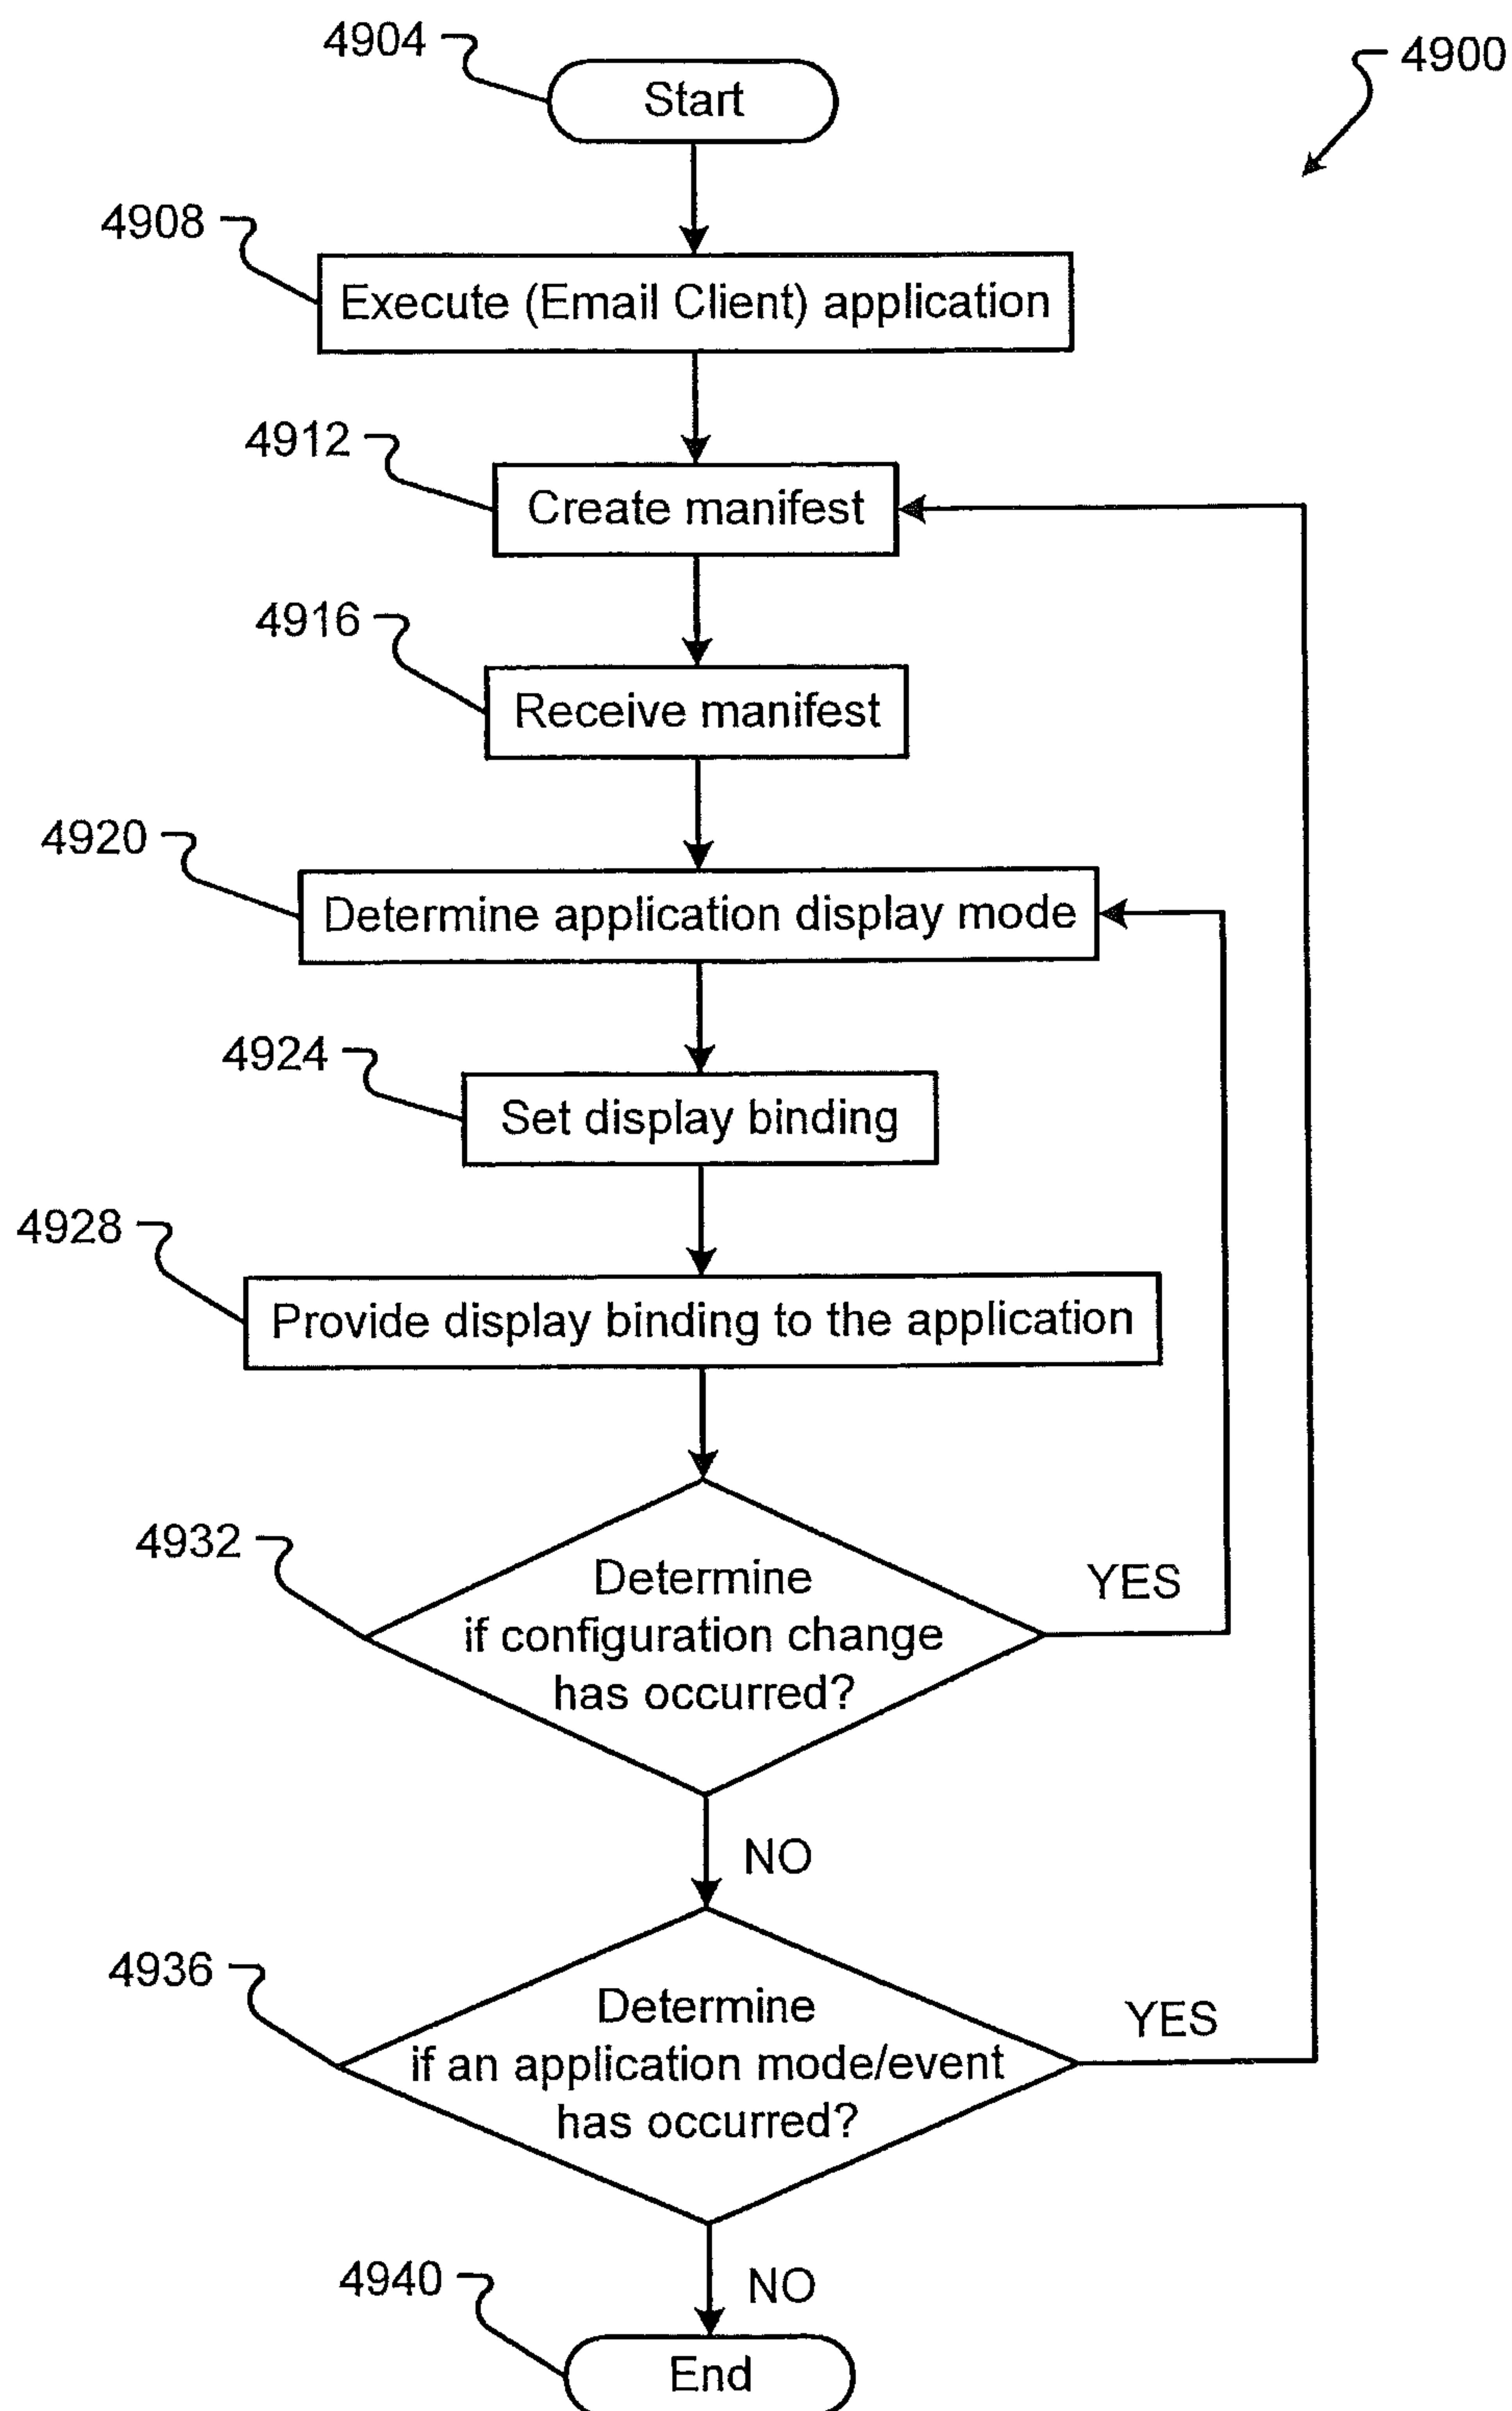 4904
4900
Start
4908
Execute (Email Client) application
4912
Create manifest
4916
Receive manifest
4920
Determine application display mode
4924
Set display binding
4928
Provide display binding to the application
4932
Determine
if configuration change
has occurred?
YES
NO
4936
Determine
if an application mode/event
has occurred?
YES
4940
NO
End